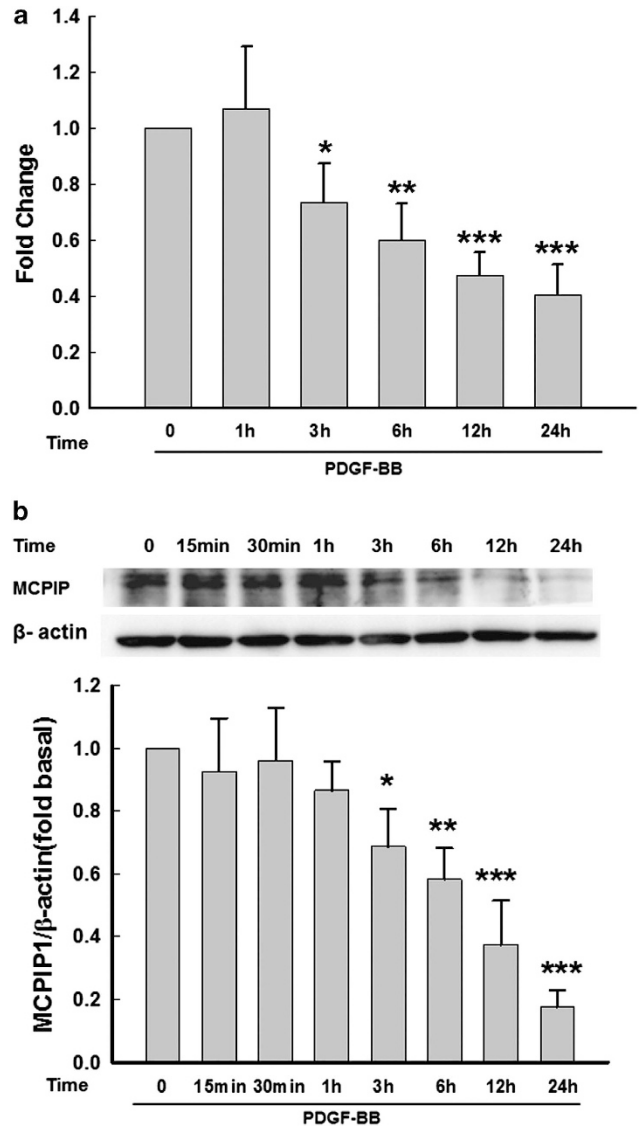 a
1.4
1.2
1.0
0.8
0.6
0.4
0.2
0.0
Fold Change
*
**
***
***
Time 0 1h 3h 6h 12h 24h
PDGF-BB
b
Time 0 15min 30min 1h 3h 6h 12h 24h
MCPIP
β- actin
1.2
1.0
0.8
0.6
0.4
0.2
0.0
MCPIP1/β-actin(fold basal)
*
**
***
***
Time 0 15min 30min 1h 3h 6h 12h 24h
PDGF-BB